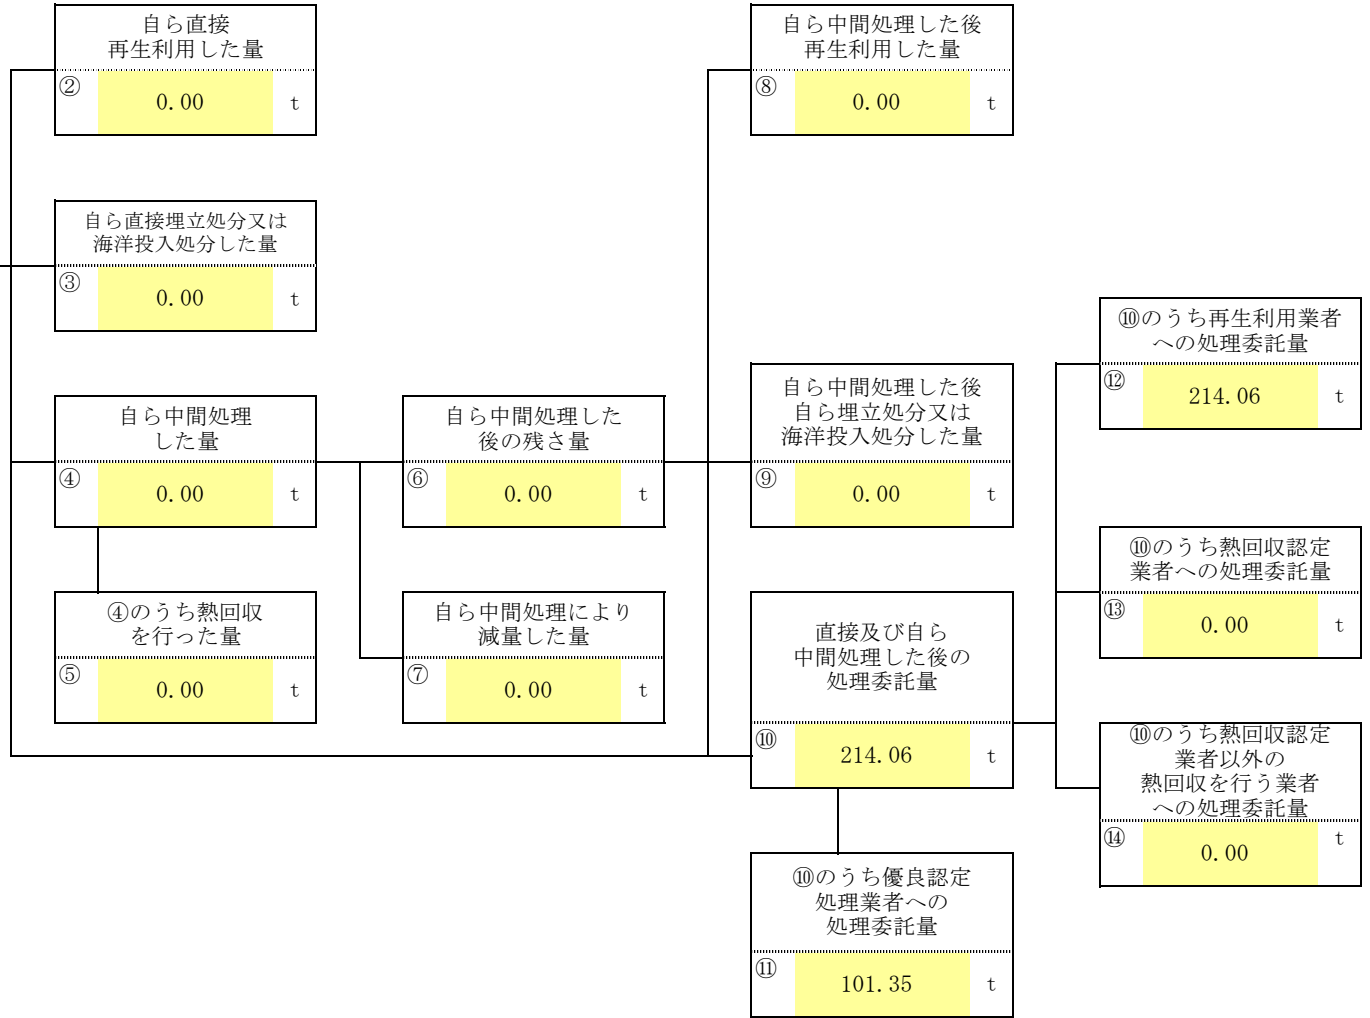 自ら直接
再生利用した量
②
0.00
t
自ら直接埋立処分又は
海洋投入処分した量
③
0.00
t
自ら中間処理
した量
④
0.00
t
④のうち熱回収
を行った量
⑤
0.00
t
自ら中間処理した
後の残さ量
⑥
0.00
t
自ら中間処理により
減量した量
⑦
0.00
t
自ら中間処理した後
再生利用した量
⑧
0.00
t
自ら中間処理した後
自ら埋立処分又は
海洋投入処分した量
⑨
0.00
t
直接及び自ら
中間処理した後の
処理委託量
⑩
214.06
t
⑩のうち優良認定
処理業者への
処理委託量
⑪
101.35
t
⑩のうち再生利用業者
への処理委託量
⑫
214.06
t
⑩のうち熱回収認定
業者への処理委託量
⑬
0.00
t
⑩のうち熱回収認定
業者以外の
熱回収を行う業者
への処理委託量
⑭
0.00
t